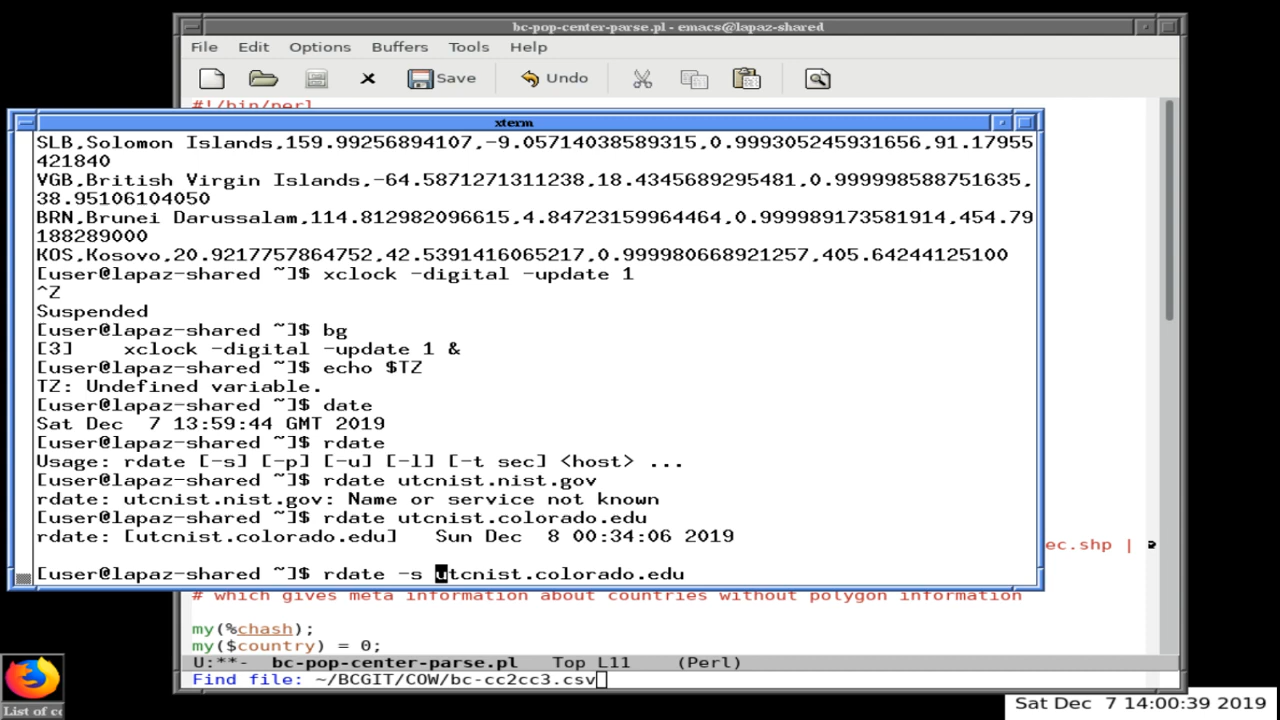 bc-pop-center-parse.pl - emacs@lapaz-shared
File Edit Options Buffers Tools Help
Save Undo
#!/bin/perl
xterm
SLB,Solomon Islands,159.99256894107,-9.05714038589315,0.999305245931656,91.17955
421840
VGB,British Virgin Islands,-64.5871271311238,18.4345689295481,0.999998588751635,
38.95106104050
BRN,Brunei Darussalam,114.812982096615,4.84723159964464,0.999989173581914,454.79
188289000
KOS,Kosovo,20.9217757864752,42.5391416065217,0.999980668921257,405.64244125100
[user@lapaz-shared ~]$ xclock -digital -update 1
^Z
Suspended
[user@lapaz-shared ~]$ bg
[3]    xclock -digital -update 1 &
[user@lapaz-shared ~]$ echo $TZ
TZ: Undefined variable.
[user@lapaz-shared ~]$ date
Sat Dec  7 13:59:44 GMT 2019
[user@lapaz-shared ~]$ rdate
Usage: rdate [-s] [-p] [-u] [-l] [-t sec] <host> ...
[user@lapaz-shared ~]$ rdate utcnist.nist.gov
rdate: utcnist.nist.gov: Name or service not known
[user@lapaz-shared ~]$ rdate utcnist.colorado.edu
rdate: [utcnist.colorado.edu]   Sun Dec  8 00:34:06 2019
ec.shp |
[user@lapaz-shared ~]$ rdate -s utcnist.colorado.edu
# which gives meta information about countries without polygon information
my(%chash);
my($country) = 0;
U:**-  bc-pop-center-parse.pl   Top L11    (Perl)
Find file: ~/BCGIT/COW/bc-cc2cc3.csv
List of co
Sat Dec  7 14:00:39 2019